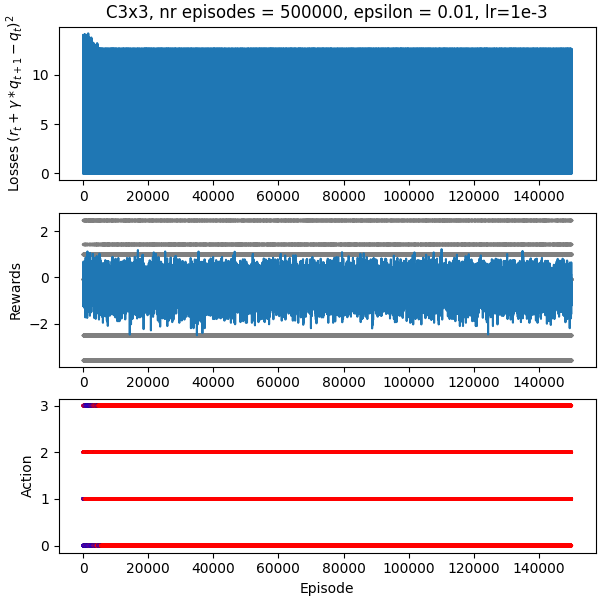 C3x3, nr episodes = 500000, epsilon = 0.01, lr=1e-3
Losses $(r_t + \gamma * q_{t+1} - q_t)^2$
10
5
0
0 20000 40000 60000 80000 100000 120000 140000
Rewards
2
0
−2
0 20000 40000 60000 80000 100000 120000 140000
Action
3
2
1
0
0 20000 40000 60000 80000 100000 120000 140000
Episode